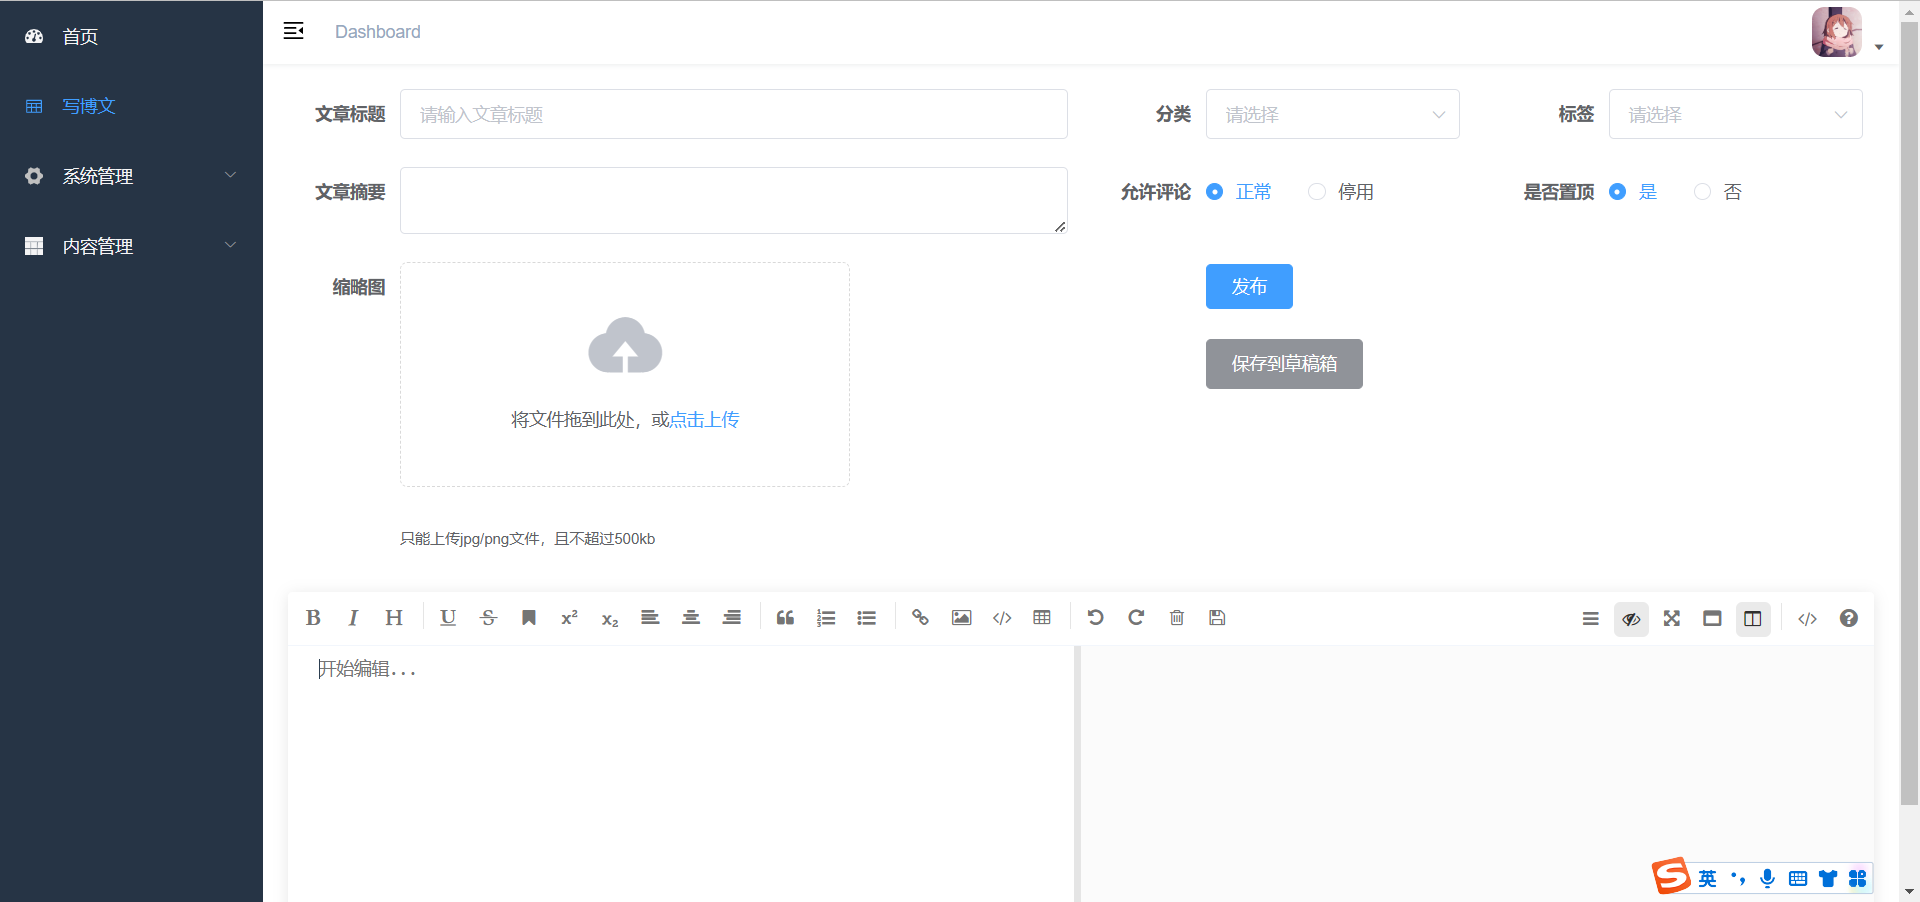 首页
写博文
系统管理
内容管理
Dashboard
文章标题 请输入文章标题 分类 请选择 标签 请选择
文章摘要 允许评论 正常 停用 是否置顶 是 否
缩略图
发布
保存到草稿箱
将文件拖到此处，或点击上传
只能上传jpg/png文件，且不超过500kb
B I H U S x² x₂
开始编辑...
英